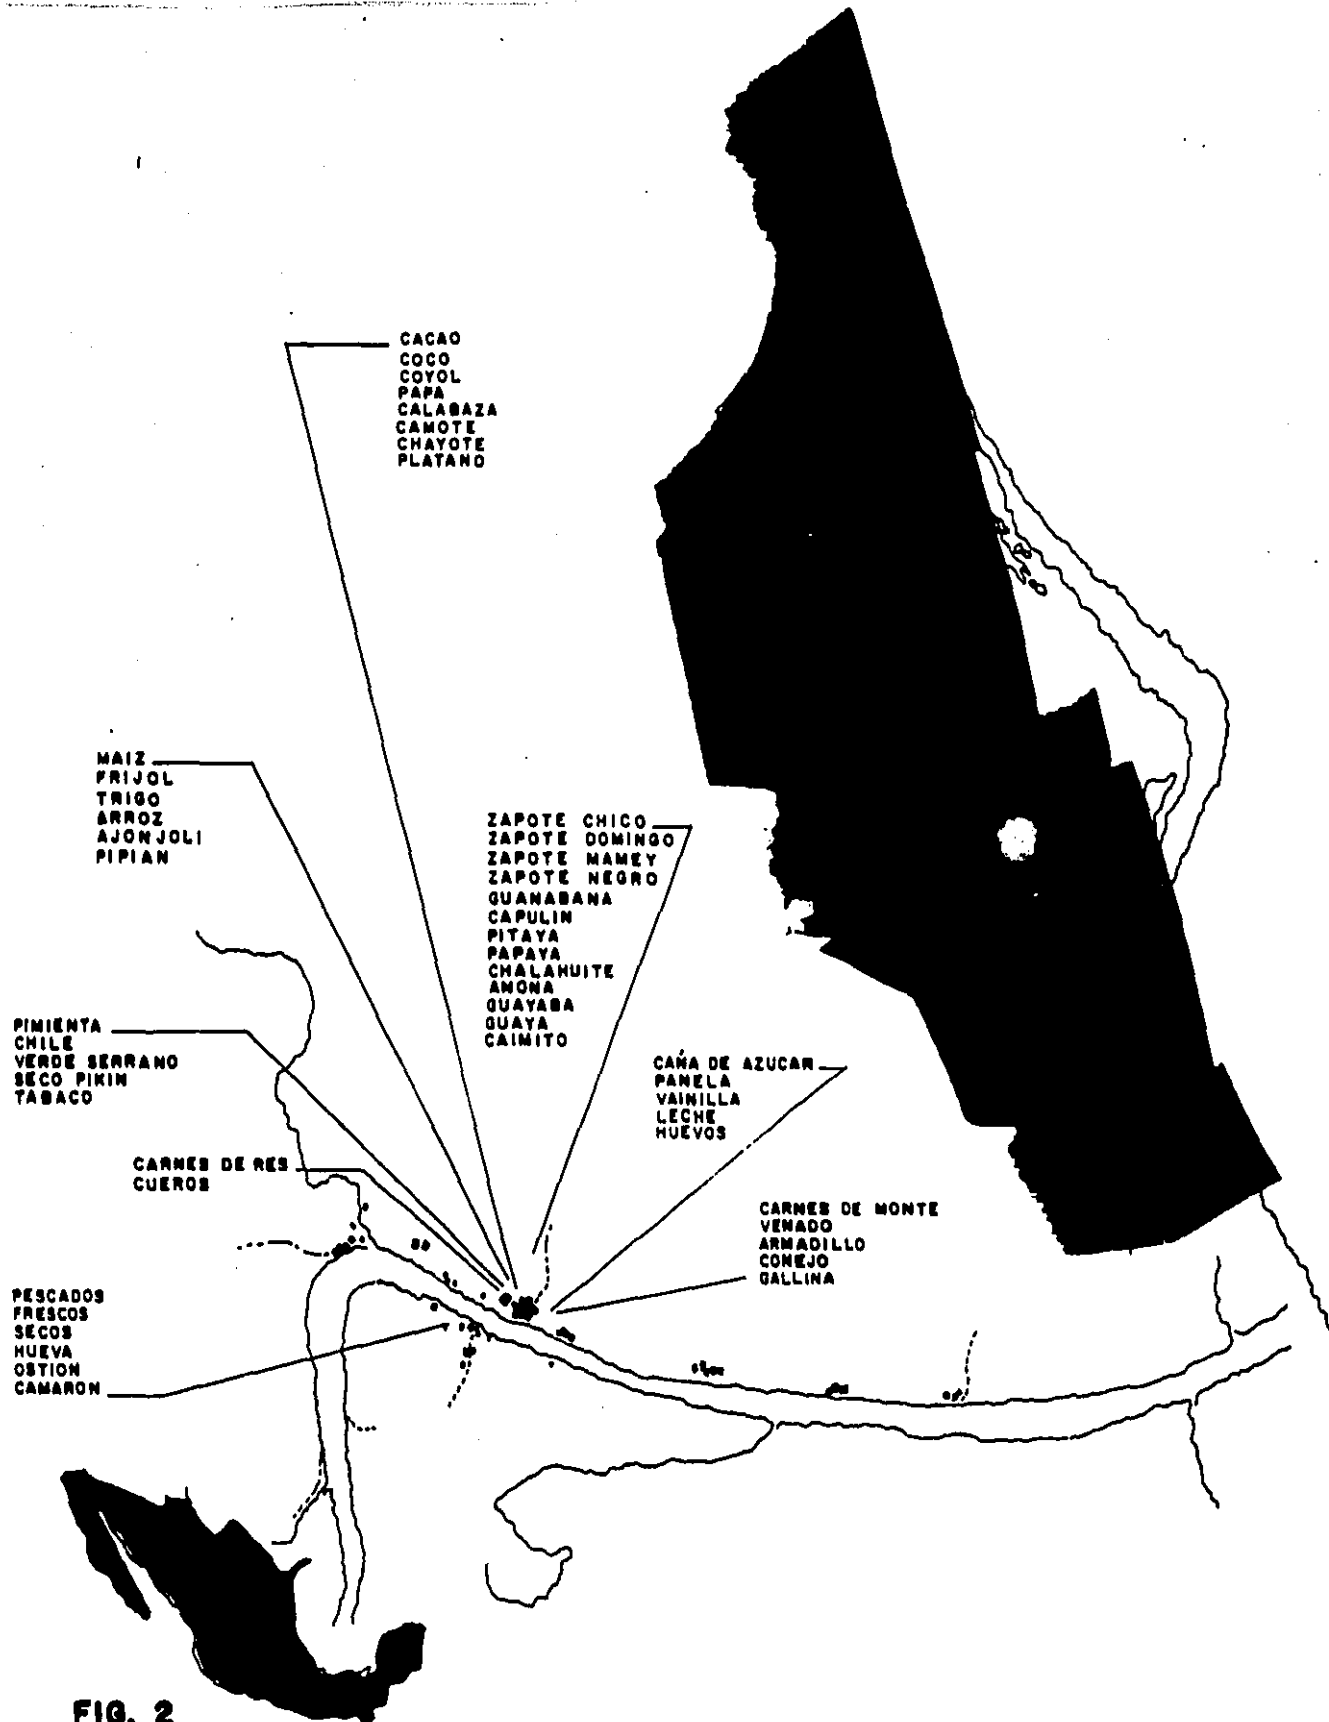 CACAO
COCO
COYOL
PAPA
CALABAZA
CAMOTE
CHAYOTE
PLATANO
MAIZ
FRIJOL
TRIGO
ARROZ
AJONJOLI
PIPIAN
ZAPOTE CHICO
ZAPOTE DOMINGO
ZAPOTE MAMEY
ZAPOTE NEGRO
GUANABANA
CAPULIN
PITAYA
PAPAYA
CHALAHUITE
ANONA
GUAYABA
GUAYA
CAIMITO
PIMIENTA
CHILE
VERDE SERRANO
SECO PIKIN
TABACO
CAÑA DE AZUCAR
PANELA
VAINILLA
LECHE
HUEVOS
CARNES DE RES
CUEROS
CARNES DE MONTE
VENADO
ARMADILLO
CONEJO
GALLINA
PESCADOS
FRESCOS
SECOS
HUEVA
OSTION
CAMARON
FIG. 2